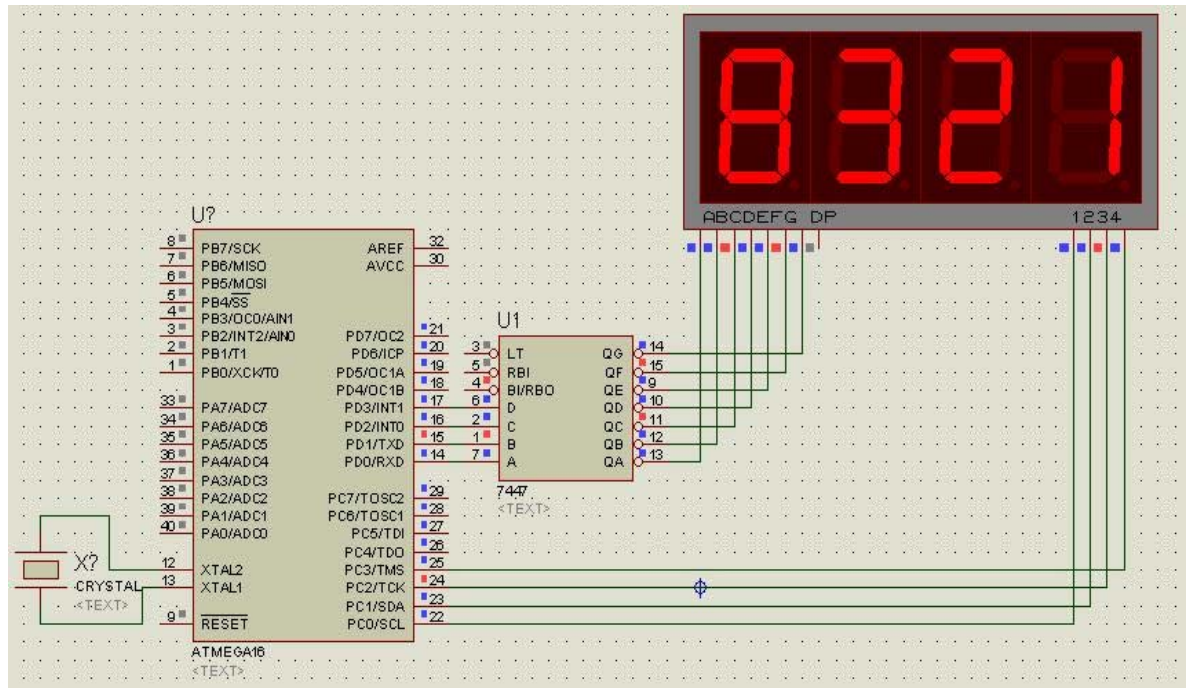 8321
ABCDEFG DP
1234
U?
8 PB7/SCK
7 PB6/MISO
6 PB5/MOSI
5 PB4/SS
4 PB3/OC0/AIN1
3 PB2/INT2/AIN0
2 PB1/T1
1 PB0/XCK/T0
33 PA7/ADC7
34 PA6/ADC6
35 PA5/ADC5
36 PA4/ADC4
37 PA3/ADC3
38 PA2/ADC2
39 PA1/ADC1
40 PA0/ADC0
12 XTAL2
13 XTAL1
9 RESET
AREF 32
AVCC 30
PD7/OC2 21
PD6/ICP 20
PD5/OC1A 19
PD4/OC1B 18
PD3/INT1 17
PD2/INT0 16
PD1/TXD 15
PD0/RXD 14
PC7/TOSC2 29
PC6/TOSC1 28
PC5/TDI 27
PC4/TDO 26
PC3/TMS 25
PC2/TCK 24
PC1/SDA 23
PC0/SCL 22
ATMEGA16
<TEXT>
X?
CRYSTAL
<TEXT>
U1
3 LT
5 RBI
4 BI/RBO
6 D
2 C
1 B
7 A
QG 14
QF 15
QE 9
QD 10
QC 11
QB 12
QA 13
7447
<TEXT>